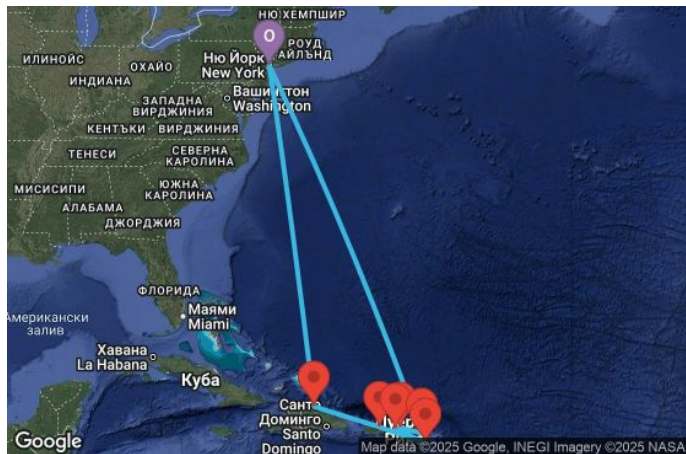 НЮ ХЕМПШИР
O
РОУД
АЙЛЪНД
Ню Йорк
New York
ИЛИНОЙС
ОХАЙО
ИНДИАНА
Вашингтон
Washington
ЗАПАДНА
ВИРДЖИНИЯ
КЕНТЪКИ
ВИРДЖИНИЯ
ТЕНЕСИ
СЕВЕРНА
КАРОЛИНА
МИСИСИПИ
ЮЖНА
КАРОЛИНА
АЛАБАМА
ДЖОРДЖИЯ
ФЛОРИДА
Маями
Miami
Американски
залив
Хавана
La Habana
Куба
Санто
Доминго
Santo
Domingo
Google
Map data ©2025 Google, INEGI Imagery ©2025 NASA